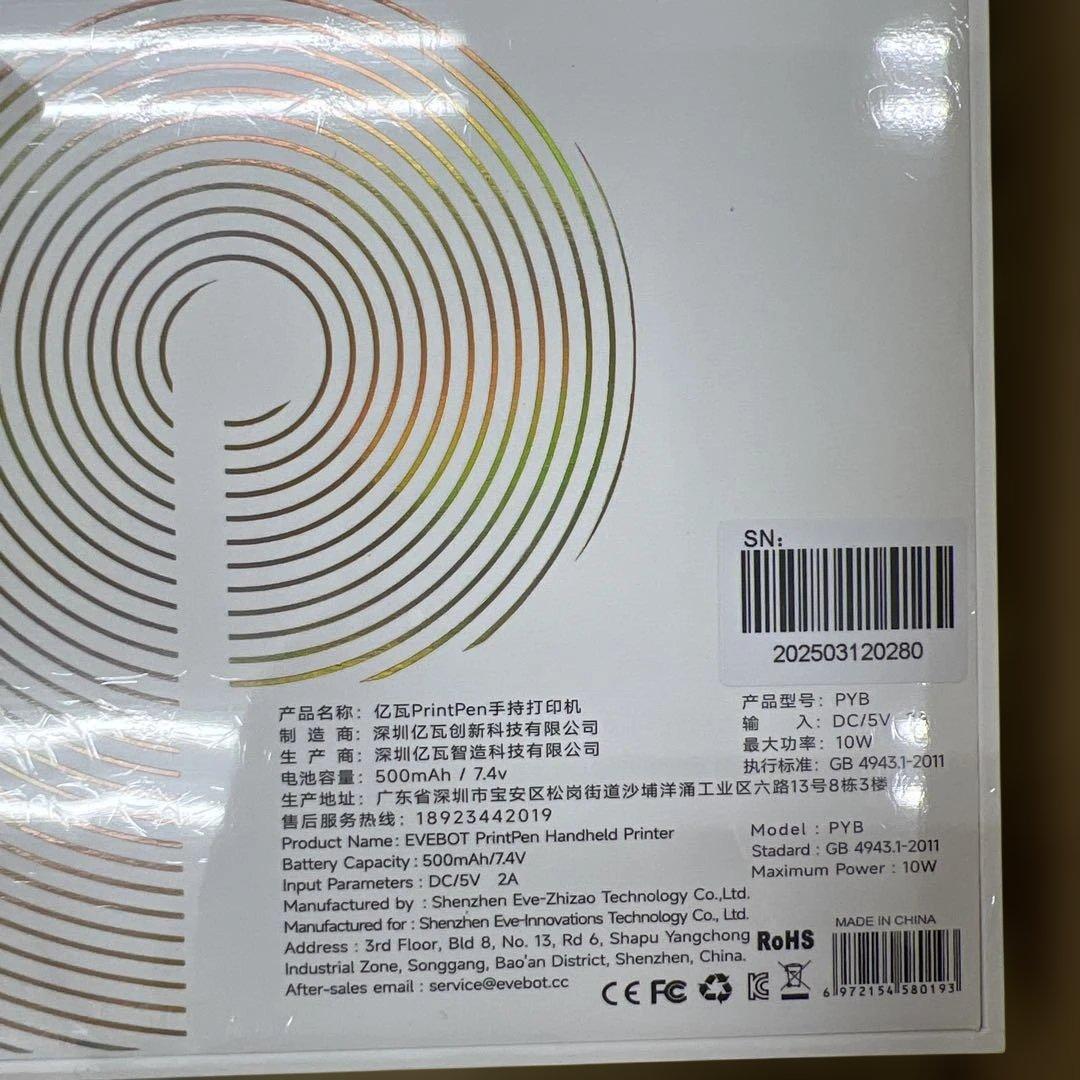 SN:
202503120280
产品名称：亿瓦PrintPen手持打印机
制 造 商：深圳亿瓦创新科技有限公司
生 产 商：深圳亿瓦智造科技有限公司
电池容量：500mAh / 7.4v
生产地址：广东省深圳市宝安区松岗街道沙埔洋涌工业区六路13号8栋3楼
售后服务热线：18923442019
产品型号：PYB
输 入：DC/5V
最大功率：10W
执行标准：GB 4943.1-2011
Product Name: EVEBOT PrintPen Handheld Printer
Battery Capacity : 500mAh/7.4V
Input Parameters : DC/5V 2A
Manufactured by : Shenzhen Eve-Zhizao Technology Co.,Ltd.
Manufactured for : Shenzhen Eve-Innovations Technology Co., Ltd.
Address : 3rd Floor, Bld 8, No. 13, Rd 6, Shapu Yangchong
Industrial Zone, Songgang, Bao'an District, Shenzhen, China.
After-sales email : service@evebot.cc
Model : PYB
Stadard : GB 4943.1-2011
Maximum Power : 10W
RoHS
CE FC
MADE IN CHINA
6 972154 580193